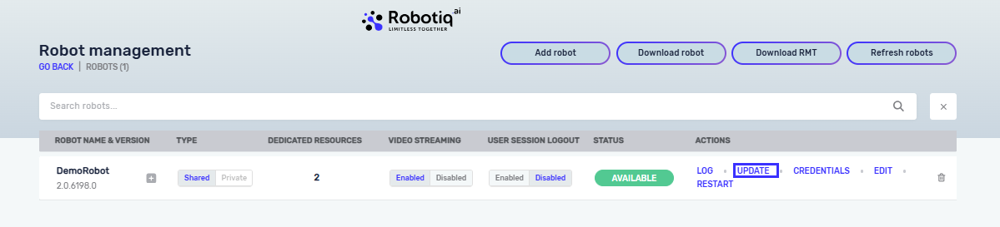 Robotiq.ai
LIMITLESS TOGETHER
Robot management
Add robot Download robot Download RMT Refresh robots
GO BACK | ROBOTS (1)
Search robots...
ROBOT NAME & VERSION TYPE DEDICATED RESOURCES VIDEO STREAMING USER SESSION LOGOUT STATUS ACTIONS
DemoRobot Shared Private 2 Enabled Disabled Enabled Disabled AVAILABLE LOG UPDATE CREDENTIALS EDIT
2.0.6198.0 RESTART